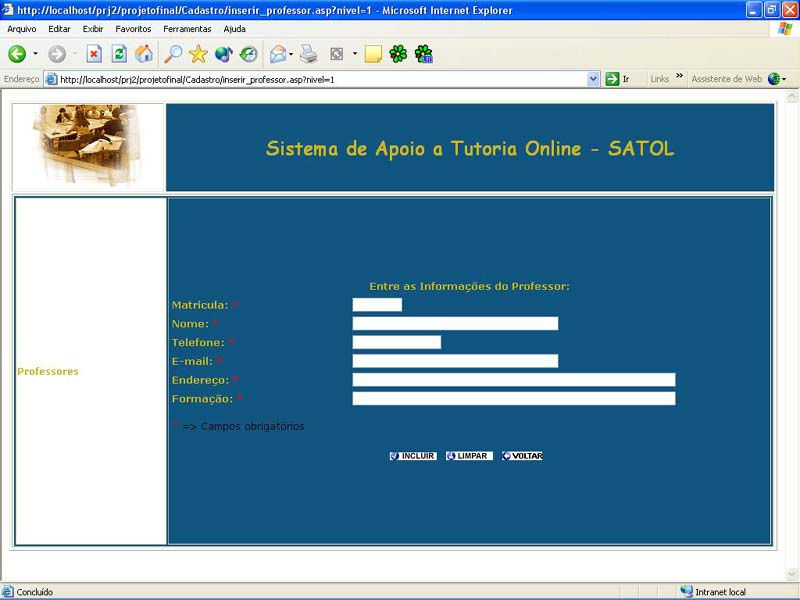 http://localhost/prj2/projetofinal/Cadastro/inserir_professor.asp?nivel=1 - Microsoft Internet Explorer
Arquivo Editar Exibir Favoritos Ferramentas Ajuda
Endereço http://localhost/prj2/projetofinal/Cadastro/inserir_professor.asp?nivel=1 Ir Links » Assistente de Web
Sistema de Apoio a Tutoria Online - SATOL
Professores
Entre as Informações do Professor:
Matricula: *
Nome: *
Telefone: *
E-mail: *
Endereço: *
Formação: *
* => Campos obrigatórios
INCLUIR LIMPAR VOLTAR
Concluído Intranet local